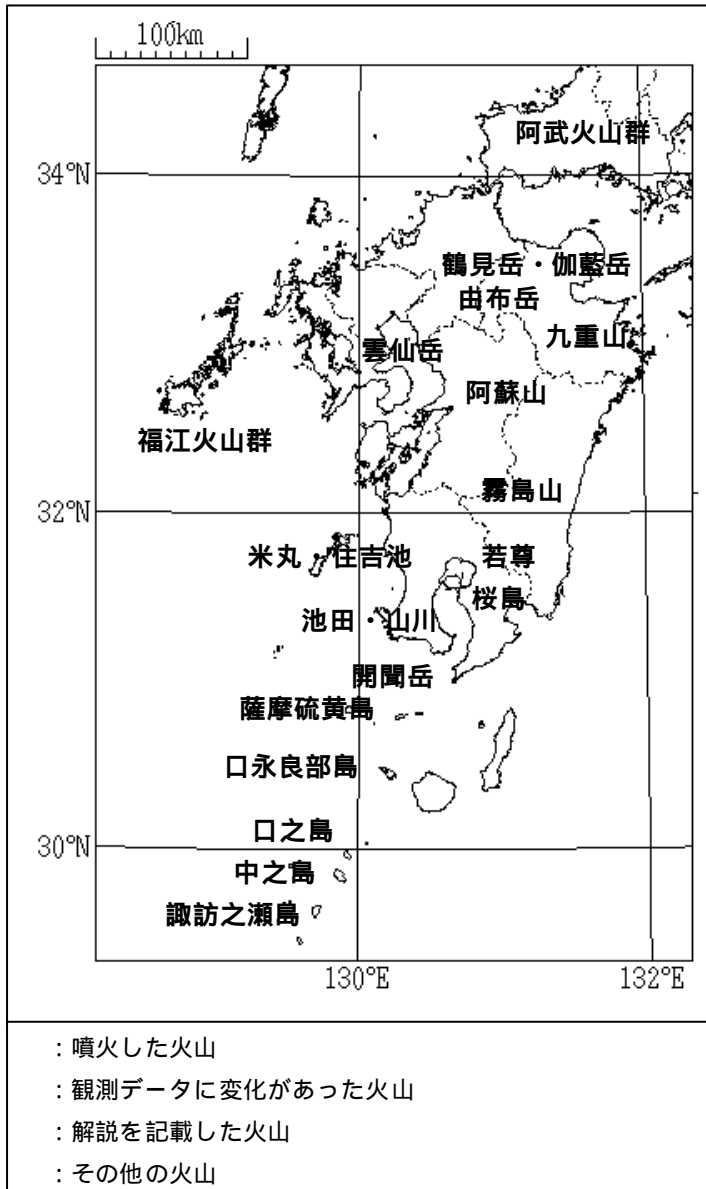 100km
阿武火山群
34°N
鶴見岳・伽藍岳
由布岳
九重山
雲仙岳
阿蘇山
福江火山群
霧島山
32°N
米丸・住吉池
若尊
桜島
池田・山川
開聞岳
薩摩硫黄島
口永良部島
口之島
30°N
中之島
諏訪之瀬島
130°E
132°E
:噴火した火山
:観測データに変化があった火山
:解説を記載した火山
:その他の火山